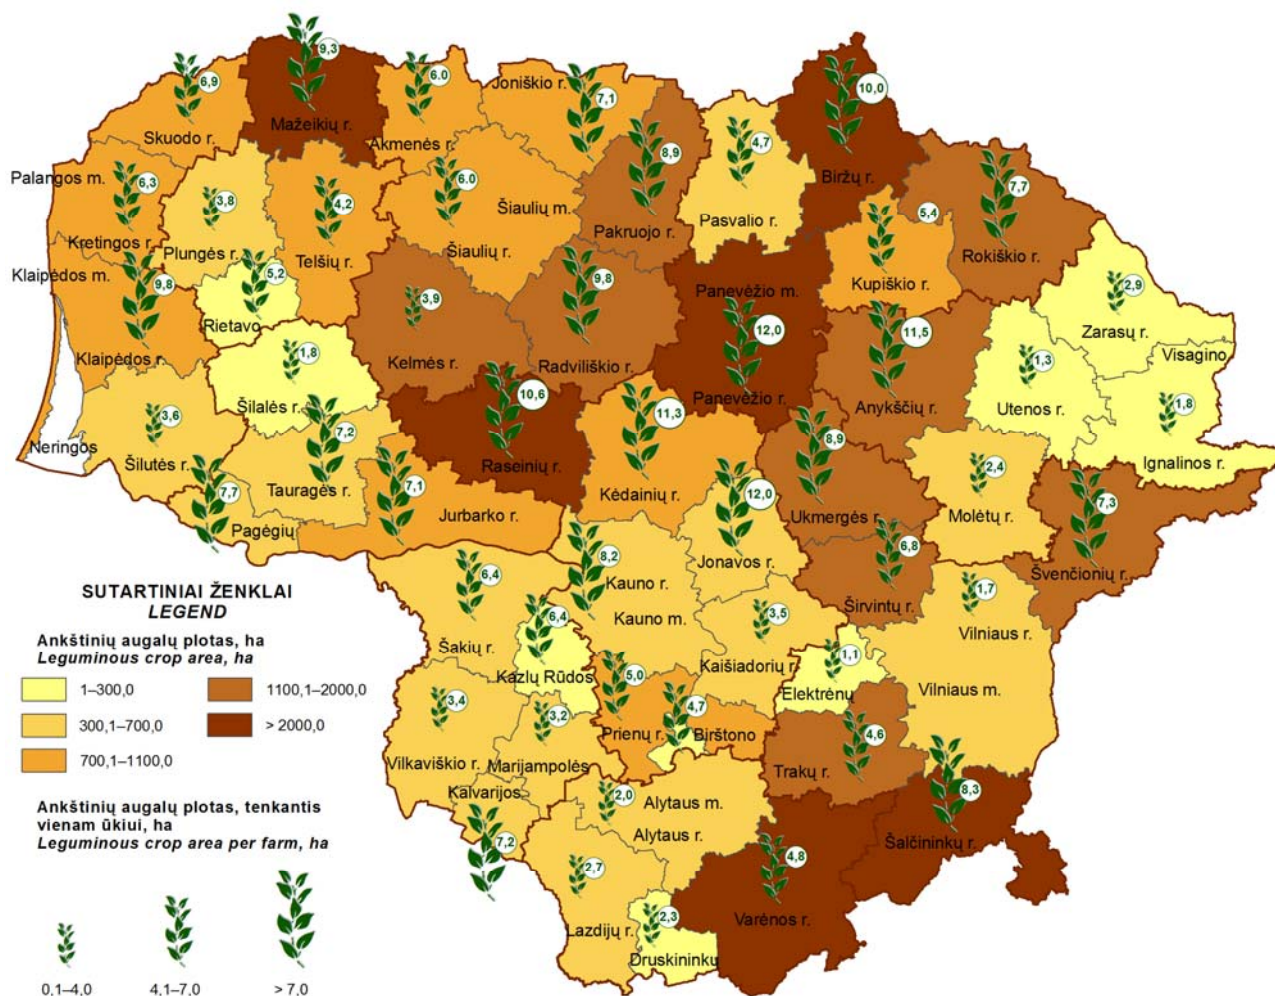 9,3
6,9
6.0
Joniškio r.
7,1
10,0
Mažeikių r.
Skuodo r.
Akmenės r.
8,9
4,7
Biržų r.
7,7
Palangos m.
6,3
3,8
4,2
6.0
Šiaulių m.
Pasvalio r.
5,4
Kretingos r.
Plungės r.
Telšių r.
Šiaulių r.
Pakruojo r.
Rokiškio r.
Klaipėdos m.
9,8
5,2
3,9
9,8
Panevėžio m.
Kupiškio r.
2,9
Rietavo
12,0
11,5
Zarasų r.
Klaipėdos r.
1,8
Kelmės r.
Radviliškio r.
1,3
Visagino
10,6
Panevėžio r.
Anykščių r.
Utenos r.
1,8
Šilalės r.
3,6
7,2
11,3
8,9
Neringos
Šilutės r.
Raseinių r.
2,4
Ignalinos r.
7,7
Tauragės r.
7,1
Kėdainių r.
12,0
7,3
Pagėgių
Jurbarko r.
Ukmergės r.
Molėtų r.
8,2
6,8
Jonavos r.
Švenčionių r.
6,4
Kauno r.
1,7
SUTARTINIAI ŽENKLAI
LEGEND
Širvintų r.
6,4
Kauno m.
3,5
Vilniaus r.
Ankštinių augalų plotas, ha
Leguminous crop area, ha
Šakių r.
Kazlų Rūdos
5,0
Kaišiadorių r.
1,1
1–300,0
1100,1–2000,0
Elektrėnų
Vilniaus m.
300,1–700,0
> 2000,0
3,4
3,2
4,7
4,6
700,1–1100,0
Vilkaviškio r.
Marijampolės
Prienų r.
Birštono
Trakų r.
Kalvarijos
2,0
Alytaus m.
8,3
Ankštinių augalų plotas, tenkantis
vienam ūkiui, ha
Leguminous crop area per farm, ha
7,2
Alytaus r.
Šalčininkų r.
2,7
4,8
Lazdijų r.
2,3
Varėnos r.
Druskininkų
0,1–4,0
4,1–7,0
> 7,0